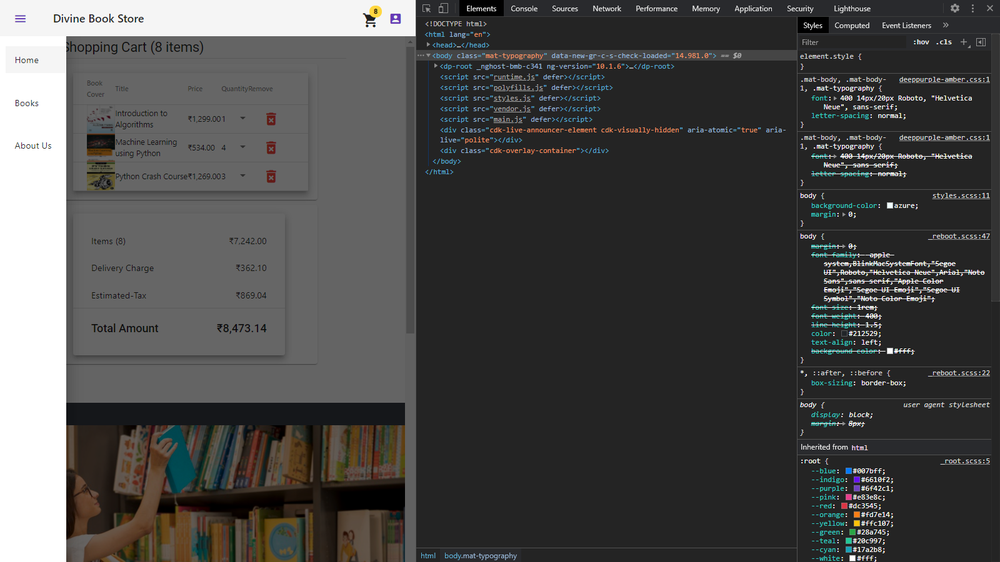 Divine Book Store
8
Home
Books
About Us
Shopping Cart (8 items)
Book Cover Title Price Quantity Remove
Introduction to Algorithms ₹1,299.00 1
Machine Learning using Python ₹534.00 4
Python Crash Course ₹1,269.00 3
Items (8) ₹7,242.00
Delivery Charge ₹362.10
Estimated-Tax ₹869.04
Total Amount ₹8,473.14
Elements Console Sources Network Performance Memory Application Security Lighthouse
<!DOCTYPE html>
<html lang="en">
<head>…</head>
<body class="mat-typography" data-new-gr-c-s-check-loaded="14.981.0"> == $0
<dp-root _nghost-bmb-c341 ng-version="10.1.6">…</dp-root>
<script src="runtime.js" defer></script>
<script src="polyfills.js" defer></script>
<script src="styles.js" defer></script>
<script src="vendor.js" defer></script>
<script src="main.js" defer></script>
<div class="cdk-live-announcer-element cdk-visually-hidden" aria-atomic="true" aria-
live="polite"></div>
<div class="cdk-overlay-container"></div>
</body>
</html>
html body.mat-typography
Styles Computed Event Listeners »
Filter :hov .cls +
element.style {
}
.mat-body, .mat-body- deeppurple-amber.css:1
1, .mat-typography {
font: 400 14px/20px Roboto, "Helvetica
Neue", sans-serif;
letter-spacing: normal;
}
.mat-body, .mat-body- deeppurple-amber.css:1
1, .mat-typography {
font: 400 14px/20px Roboto, "Helvetica
Neue", sans-serif;
letter-spacing: normal;
}
body { styles.scss:11
background-color: azure;
margin: 0;
}
body { _reboot.scss:47
margin: 0;
font-family: -apple-
system,BlinkMacSystemFont,"Segoe
UI",Roboto,"Helvetica Neue",Arial,"Noto
Sans",sans-serif,"Apple Color
Emoji","Segoe UI Emoji","Segoe UI
Symbol","Noto Color Emoji";
font-size: 1rem;
font-weight: 400;
line-height: 1.5;
color: #212529;
text-align: left;
background-color: #fff;
}
*, ::after, ::before { _reboot.scss:22
box-sizing: border-box;
}
body { user agent stylesheet
display: block;
margin: 8px;
}
Inherited from html
:root { _root.scss:5
--blue: #007bff;
--indigo: #6610f2;
--purple: #6f42c1;
--pink: #e83e8c;
--red: #dc3545;
--orange: #fd7e14;
--yellow: #ffc107;
--green: #28a745;
--teal: #20c997;
--cyan: #17a2b8;
--white: #fff;